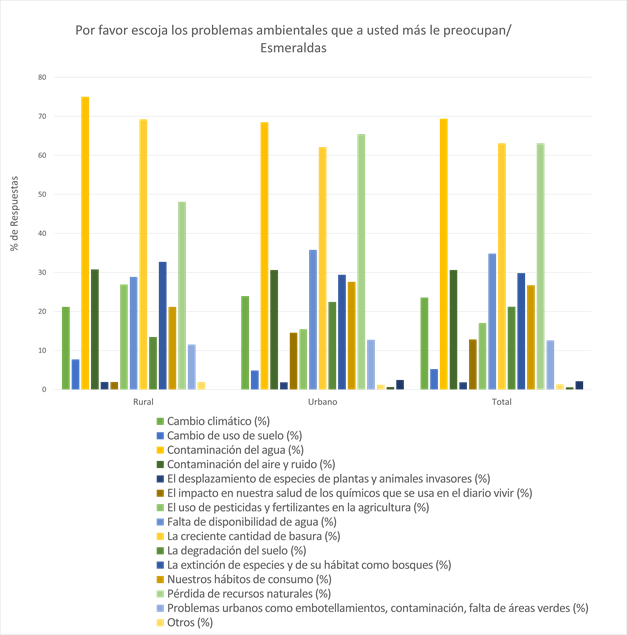 Por favor escoja los problemas ambientales que a usted más le preocupan/
Esmeraldas
% de Respuestas
80
70
60
50
40
30
20
10
0
Rural
Urbano
Total
Cambio climático (%)
Cambio de uso de suelo (%)
Contaminación del agua (%)
Contaminación del aire y ruido (%)
El desplazamiento de especies de plantas y animales invasores (%)
El impacto en nuestra salud de los químicos que se usa en el diario vivir (%)
El uso de pesticidas y fertilizantes en la agricultura (%)
Falta de disponibilidad de agua (%)
La creciente cantidad de basura (%)
La degradación del suelo (%)
La extinción de especies y de su hábitat como bosques (%)
Nuestros hábitos de consumo (%)
Pérdida de recursos naturales (%)
Problemas urbanos como embotellamientos, contaminación, falta de áreas verdes (%)
Otros (%)